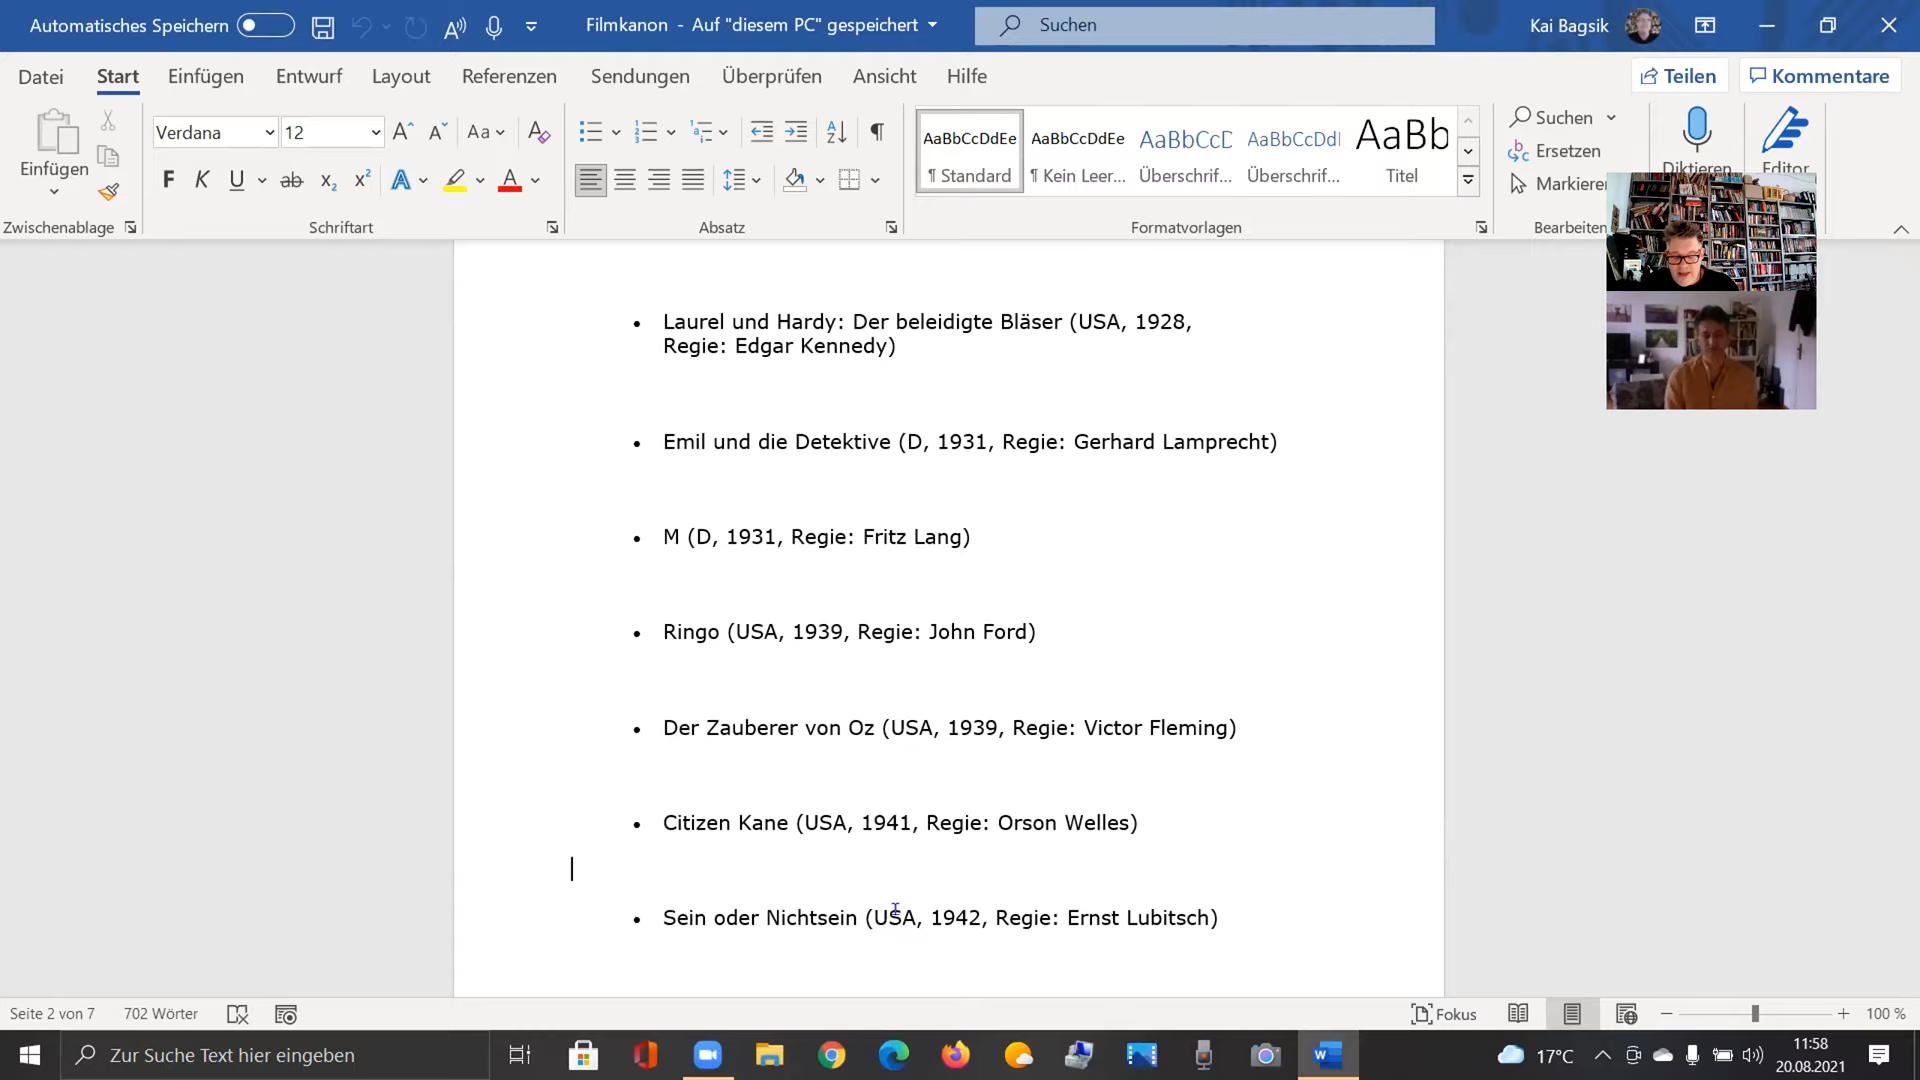 Automatisches Speichern
Filmkanon - Auf "diesem PC" gespeichert
Suchen
Kai Bagsik
Datei Start Einfügen Entwurf Layout Referenzen Sendungen Überprüfen Ansicht Hilfe
Teilen Kommentare
Einfügen
Zwischenablage
Verdana 12
F K U ab x₂ x² A A
Schriftart
Absatz
AaBbCcDdEe AaBbCcDdEe AaBbCcD AaBbCcDdI AaBb
¶ Standard ¶ Kein Leer... Überschrif... Überschrif... Titel
Formatvorlagen
Suchen
Ersetzen
Markieren
Bearbeiten
Diktieren Editor
• Laurel und Hardy: Der beleidigte Bläser (USA, 1928,
Regie: Edgar Kennedy)
• Emil und die Detektive (D, 1931, Regie: Gerhard Lamprecht)
• M (D, 1931, Regie: Fritz Lang)
• Ringo (USA, 1939, Regie: John Ford)
• Der Zauberer von Oz (USA, 1939, Regie: Victor Fleming)
• Citizen Kane (USA, 1941, Regie: Orson Welles)
• Sein oder Nichtsein (USA, 1942, Regie: Ernst Lubitsch)
Seite 2 von 7 702 Wörter
Fokus
100 %
Zur Suche Text hier eingeben
17°C
11:58
20.08.2021